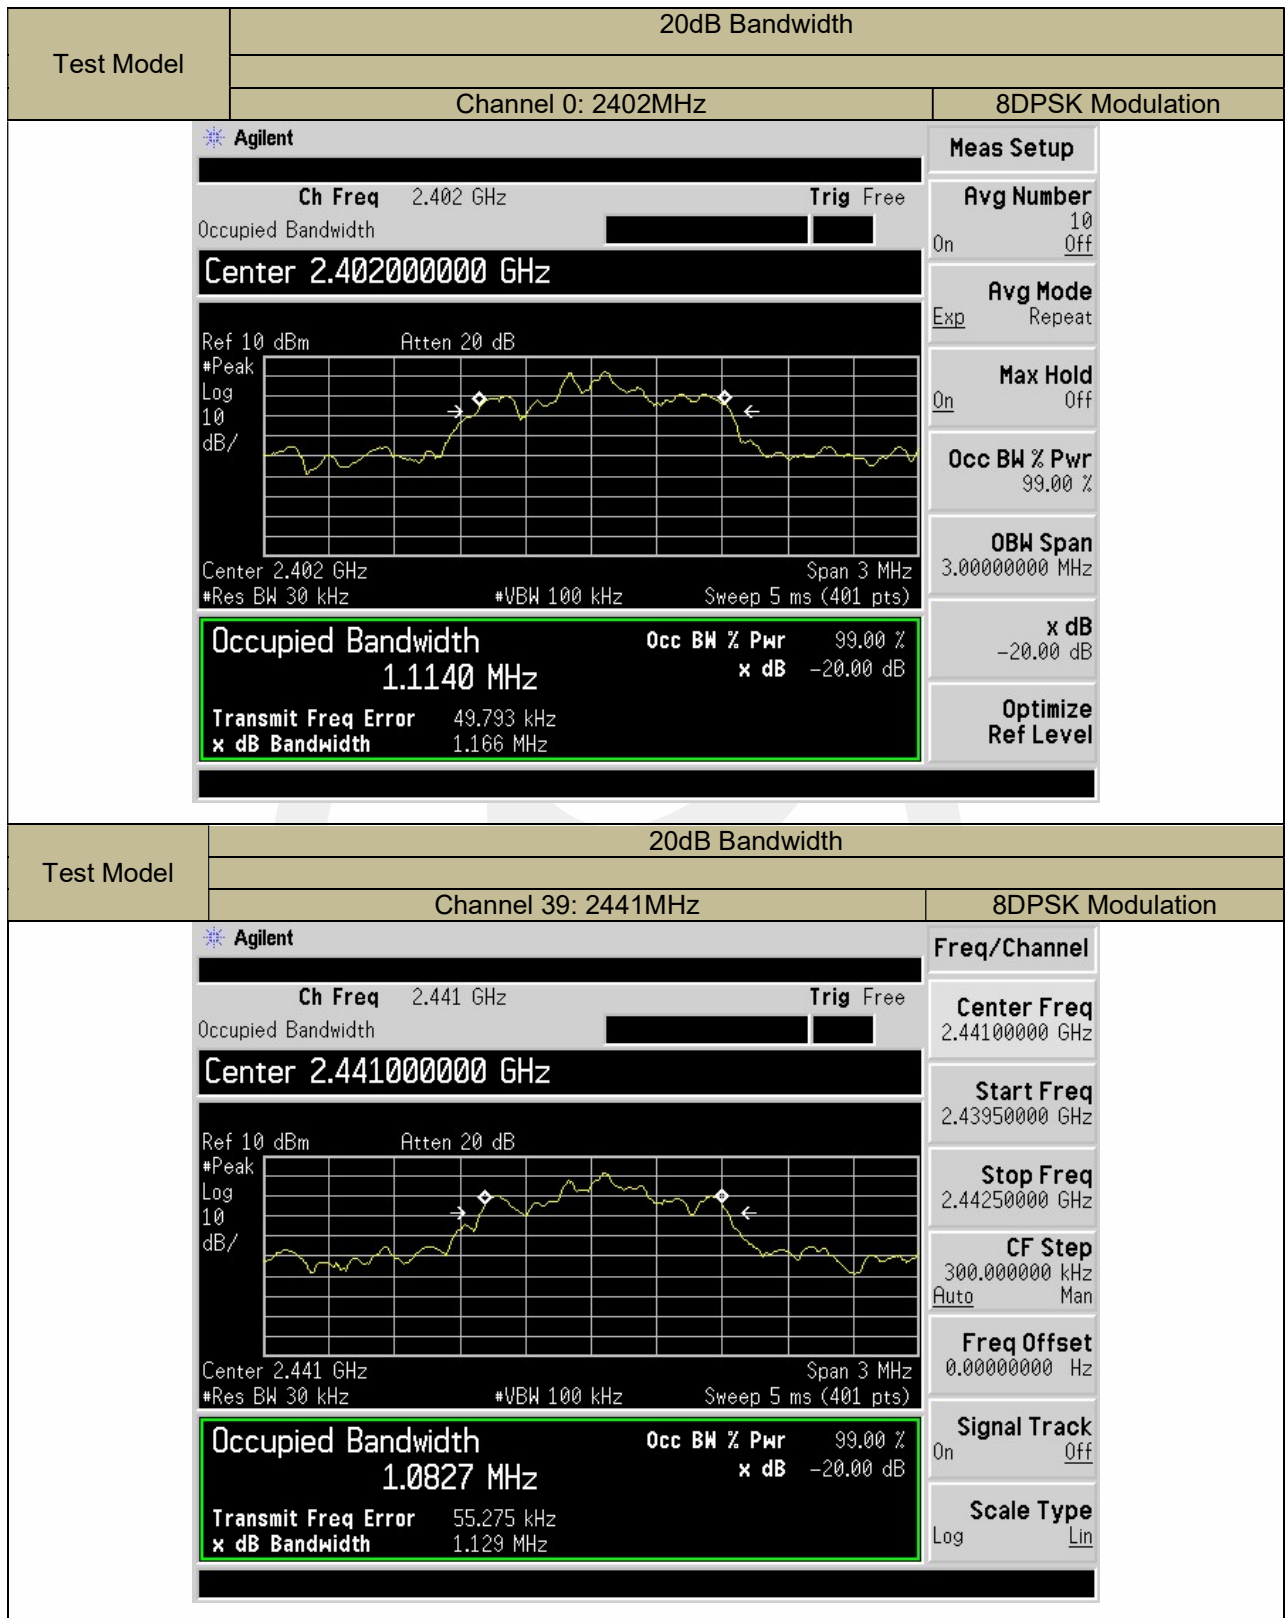 20dB Bandwidth
Test Model
Channel 0: 2402MHz 8DPSK Modulation
Agilent
Meas Setup
Ch Freq 2.402 GHz Trig Free
Occupied Bandwidth
Avg Number
10
On Off
Center 2.402000000 GHz
Avg Mode
Exp Repeat
Ref 10 dBm Atten 20 dB
#Peak
Log
10
dB/
Max Hold
On Off
Occ BW % Pwr
99.00 %
OBW Span
3.00000000 MHz
Center 2.402 GHz Span 3 MHz
#Res BW 30 kHz #VBW 100 kHz Sweep 5 ms (401 pts)
Occupied Bandwidth Occ BW % Pwr 99.00 %
1.1140 MHz x dB -20.00 dB
x dB
-20.00 dB
Transmit Freq Error 49.793 kHz
x dB Bandwidth 1.166 MHz
Optimize
Ref Level
20dB Bandwidth
Test Model
Channel 39: 2441MHz 8DPSK Modulation
Agilent
Freq/Channel
Ch Freq 2.441 GHz Trig Free
Occupied Bandwidth
Center Freq
2.44100000 GHz
Center 2.441000000 GHz
Start Freq
2.43950000 GHz
Ref 10 dBm Atten 20 dB
#Peak
Log
10
dB/
Stop Freq
2.44250000 GHz
CF Step
300.000000 kHz
Auto Man
Freq Offset
0.00000000 Hz
Center 2.441 GHz Span 3 MHz
#Res BW 30 kHz #VBW 100 kHz Sweep 5 ms (401 pts)
Occupied Bandwidth Occ BW % Pwr 99.00 %
1.0827 MHz x dB -20.00 dB
Signal Track
On Off
Transmit Freq Error 55.275 kHz
x dB Bandwidth 1.129 MHz
Scale Type
Log Lin